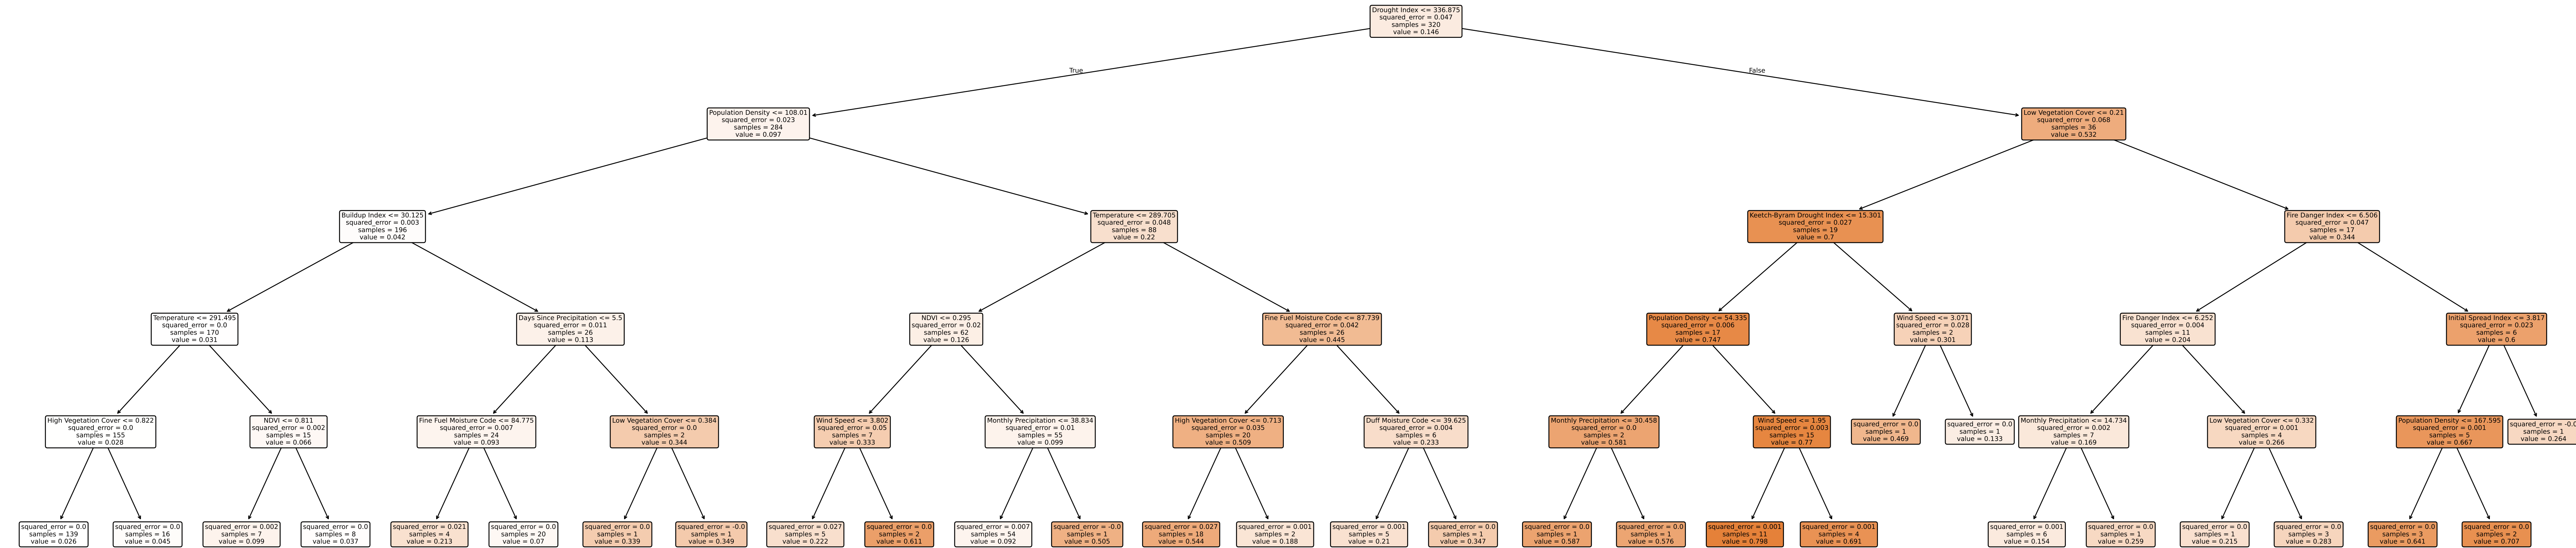 Drought Index <= 336.875
squared_error = 0.047
samples = 320
value = 0.146
True
False
Population Density <= 108.01
squared_error = 0.023
samples = 284
value = 0.097
Low Vegetation Cover <= 0.21
squared_error = 0.068
samples = 36
value = 0.532
Buildup Index <= 30.125
squared_error = 0.003
samples = 196
value = 0.042
Temperature <= 289.705
squared_error = 0.048
samples = 88
value = 0.22
Keetch-Byram Drought Index <= 15.301
squared_error = 0.027
samples = 19
value = 0.7
Fire Danger Index <= 6.506
squared_error = 0.047
samples = 17
value = 0.344
Temperature <= 291.495
squared_error = 0.0
samples = 170
value = 0.031
Days Since Precipitation <= 5.5
squared_error = 0.011
samples = 26
value = 0.113
NDVI <= 0.295
squared_error = 0.02
samples = 62
value = 0.126
Fine Fuel Moisture Code <= 87.739
squared_error = 0.042
samples = 26
value = 0.445
Population Density <= 54.335
squared_error = 0.006
samples = 17
value = 0.747
Wind Speed <= 3.071
squared_error = 0.028
samples = 2
value = 0.301
Fire Danger Index <= 6.252
squared_error = 0.004
samples = 11
value = 0.204
Initial Spread Index <= 3.817
squared_error = 0.023
samples = 6
value = 0.6
High Vegetation Cover <= 0.822
squared_error = 0.0
samples = 155
value = 0.028
NDVI <= 0.811
squared_error = 0.002
samples = 15
value = 0.066
Fine Fuel Moisture Code <= 84.775
squared_error = 0.007
samples = 24
value = 0.093
Low Vegetation Cover <= 0.384
squared_error = 0.0
samples = 2
value = 0.344
Wind Speed <= 3.802
squared_error = 0.05
samples = 7
value = 0.333
Monthly Precipitation <= 38.834
squared_error = 0.01
samples = 55
value = 0.099
High Vegetation Cover <= 0.713
squared_error = 0.035
samples = 20
value = 0.509
Duff Moisture Code <= 39.625
squared_error = 0.004
samples = 6
value = 0.233
Monthly Precipitation <= 30.458
squared_error = 0.0
samples = 2
value = 0.581
Wind Speed <= 1.95
squared_error = 0.003
samples = 15
value = 0.77
squared_error = 0.0
samples = 1
value = 0.469
squared_error = 0.0
samples = 1
value = 0.133
Monthly Precipitation <= 14.734
squared_error = 0.002
samples = 7
value = 0.169
Low Vegetation Cover <= 0.332
squared_error = 0.001
samples = 4
value = 0.266
Population Density <= 167.595
squared_error = 0.001
samples = 5
value = 0.667
squared_error = -0.0
samples = 1
value = 0.264
squared_error = 0.0
samples = 139
value = 0.026
squared_error = 0.0
samples = 16
value = 0.045
squared_error = 0.002
samples = 7
value = 0.099
squared_error = 0.0
samples = 8
value = 0.037
squared_error = 0.021
samples = 4
value = 0.213
squared_error = 0.0
samples = 20
value = 0.07
squared_error = 0.0
samples = 1
value = 0.339
squared_error = -0.0
samples = 1
value = 0.349
squared_error = 0.027
samples = 5
value = 0.222
squared_error = 0.0
samples = 2
value = 0.611
squared_error = 0.007
samples = 54
value = 0.092
squared_error = -0.0
samples = 1
value = 0.505
squared_error = 0.027
samples = 18
value = 0.544
squared_error = 0.001
samples = 2
value = 0.188
squared_error = 0.001
samples = 5
value = 0.21
squared_error = 0.0
samples = 1
value = 0.347
squared_error = 0.0
samples = 1
value = 0.587
squared_error = 0.0
samples = 1
value = 0.576
squared_error = 0.001
samples = 11
value = 0.798
squared_error = 0.001
samples = 4
value = 0.691
squared_error = 0.001
samples = 6
value = 0.154
squared_error = 0.0
samples = 1
value = 0.259
squared_error = 0.0
samples = 1
value = 0.215
squared_error = 0.0
samples = 3
value = 0.283
squared_error = 0.0
samples = 3
value = 0.641
squared_error = 0.0
samples = 2
value = 0.707